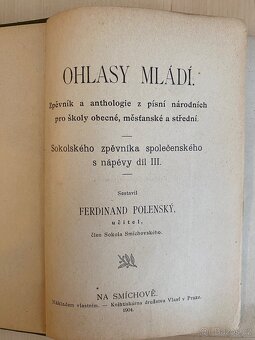 OHLASY MLÁDÍ.
Zpěvník a anthologie z písní národních
pro školy obecné, měšťanské a střední.
Sokolského zpěvníka společenského
s nápěvy díl III.
Sestavil
FERDINAND POLENSKÝ,
učitel,
člen Sokola Smíchovského.
NA SMÍCHOVĚ.
Nákladem vlastním. — Knihtiskárna družstva Vlasť v Praze.
1904.